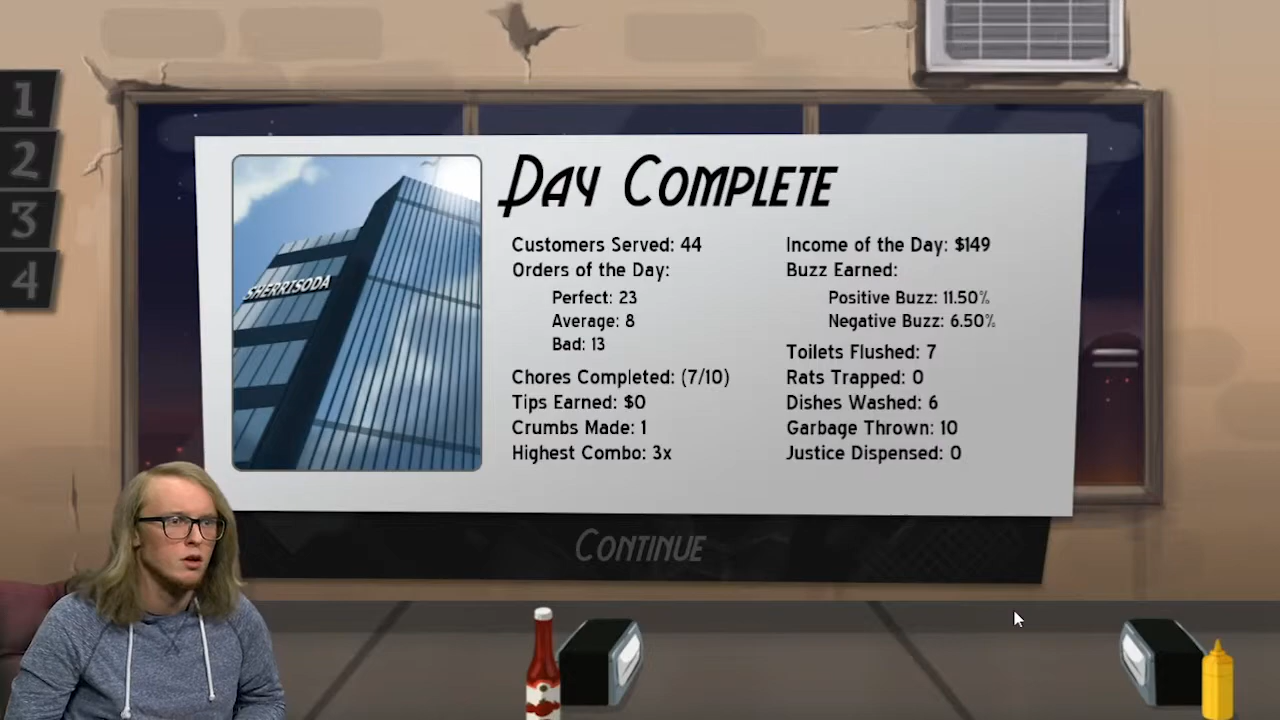 1
2
3
4
SHERRISODA
Day Complete
Customers Served: 44
Orders of the Day:
Perfect: 23
Average: 8
Bad: 13
Chores Completed: (7/10)
Tips Earned: $0
Crumbs Made: 1
Highest Combo: 3x
Income of the Day: $149
Buzz Earned:
Positive Buzz: 11.50%
Negative Buzz: 6.50%
Toilets Flushed: 7
Rats Trapped: 0
Dishes Washed: 6
Garbage Thrown: 10
Justice Dispensed: 0
Continue